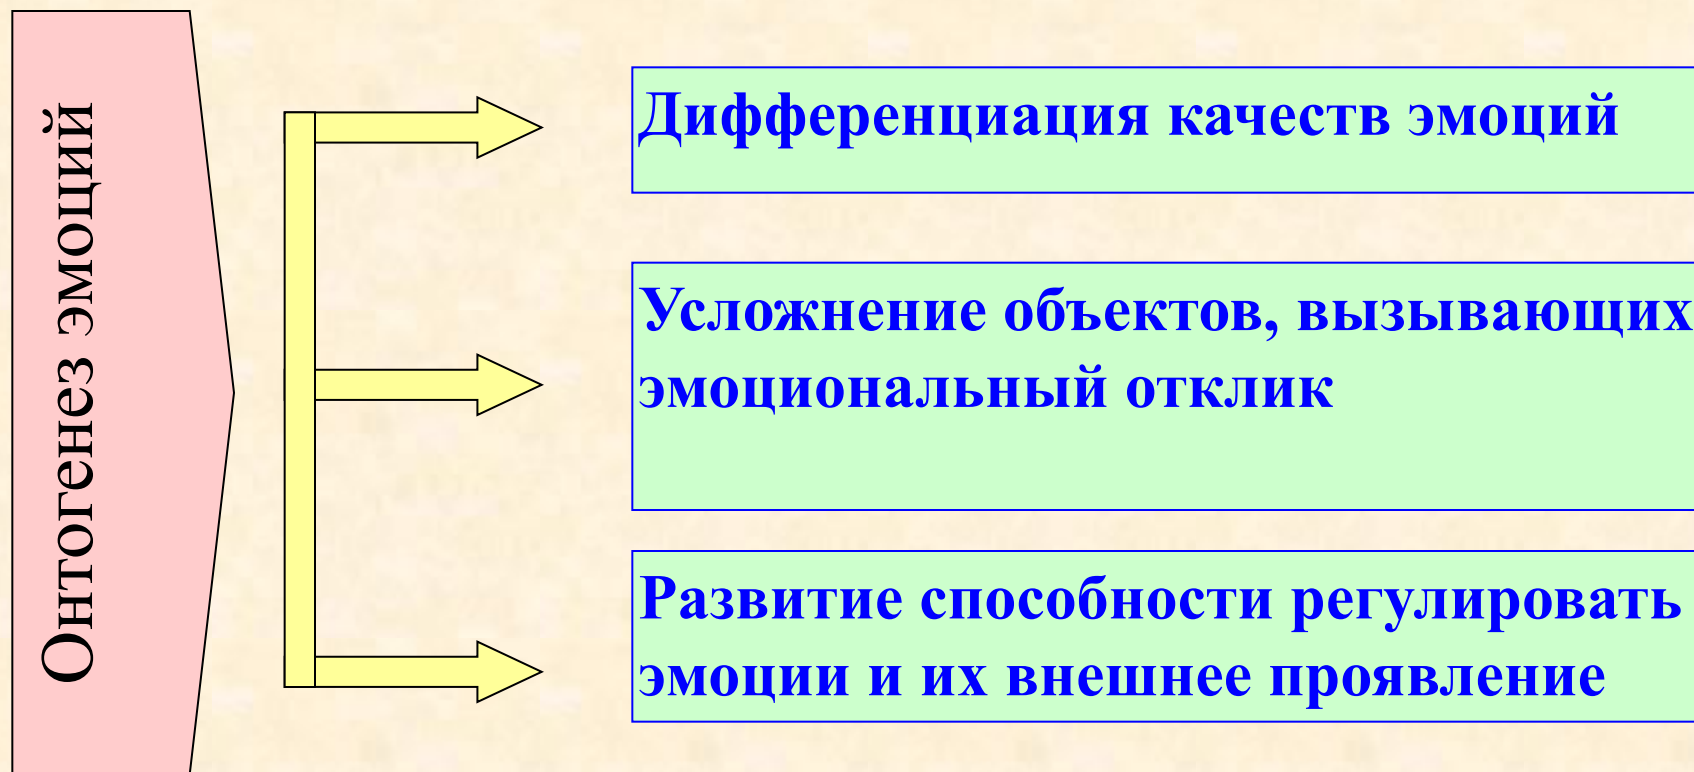 Онтогенез эмоций
Дифференциация качеств эмоций
Усложнение объектов, вызывающих
эмоциональный отклик
Развитие способности регулировать
эмоции и их внешнее проявление